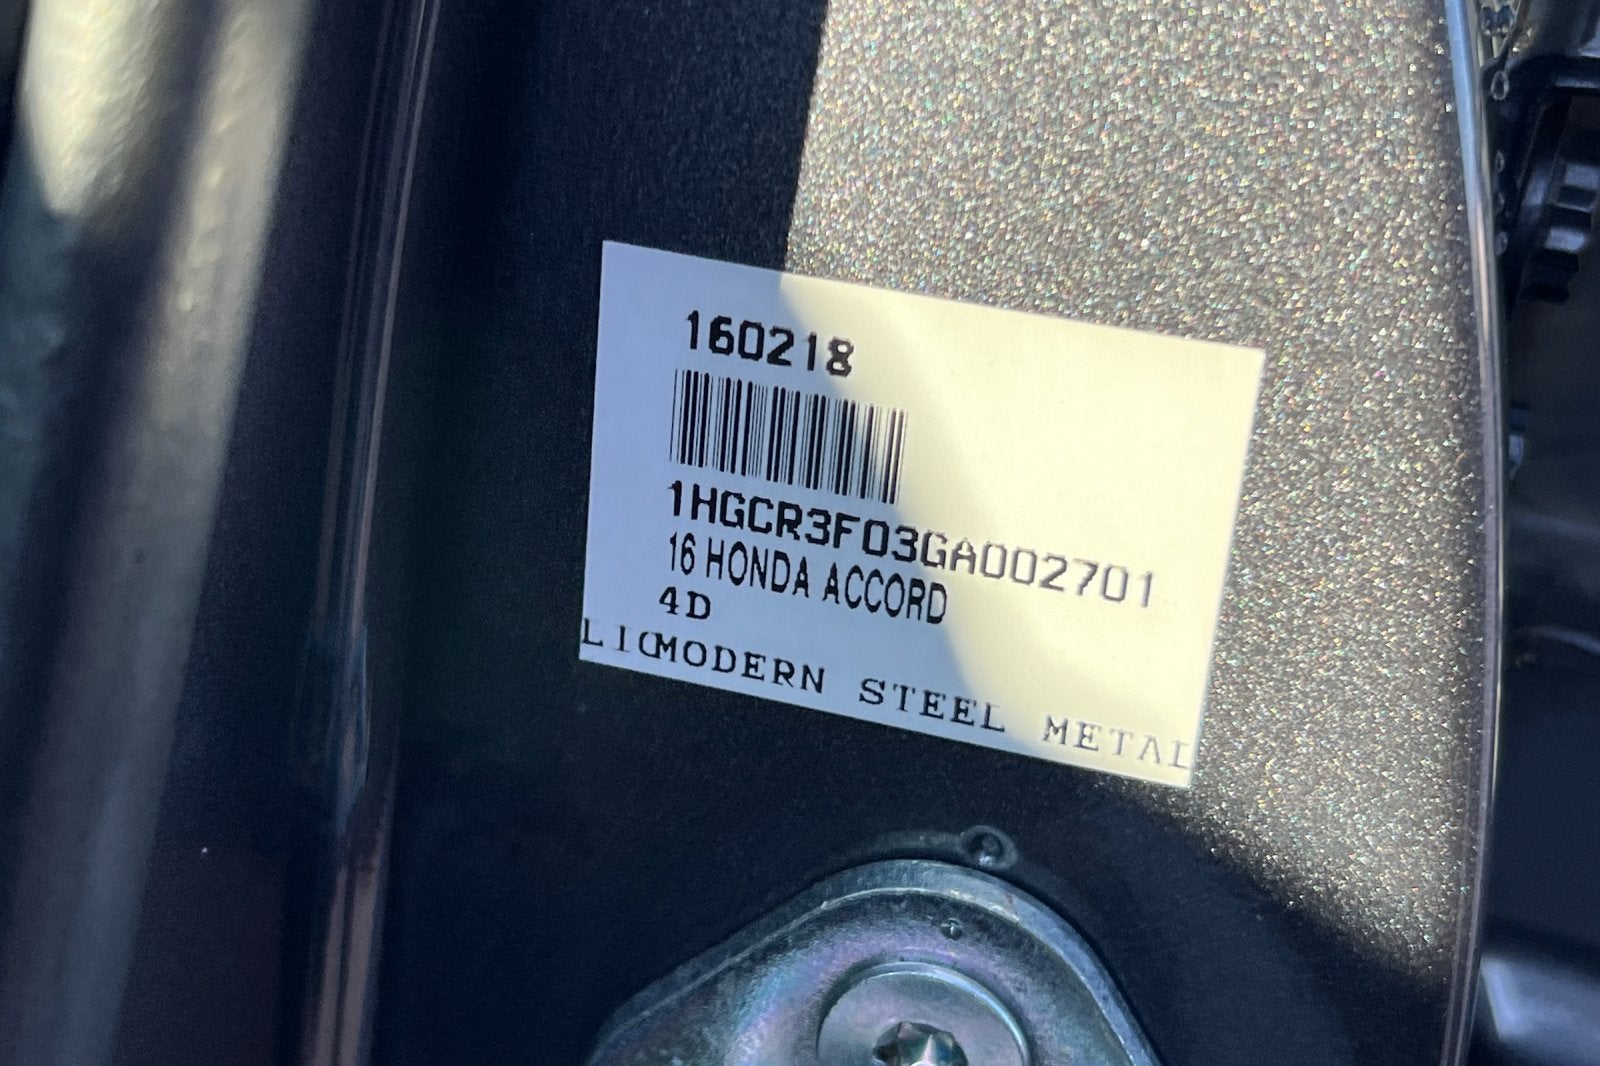 160218
1HGCR3F03GA002701
16 HONDA ACCORD
4D
MODERN STEEL METAL